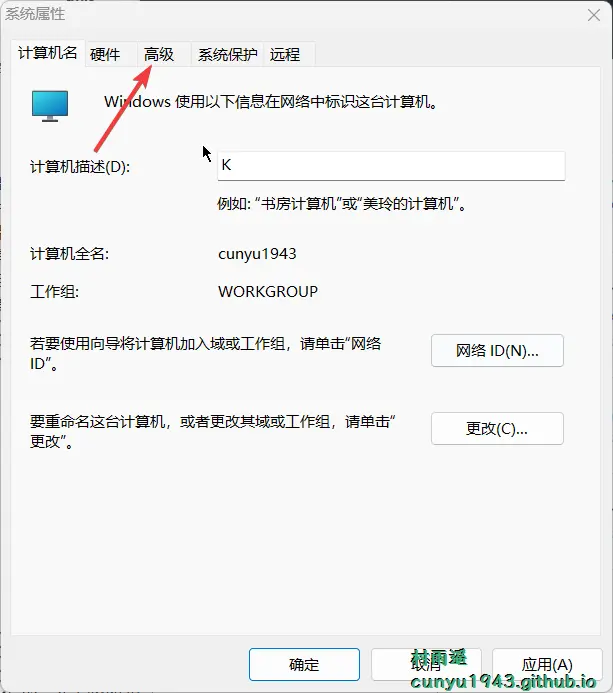 系统属性
计算机名 硬件 高级 系统保护 远程
Windows 使用以下信息在网络中标识这台计算机。
计算机描述(D): K
例如: “书房计算机”或“美玲的计算机”。
计算机全名: cunyu1943
工作组: WORKGROUP
若要使用向导将计算机加入域或工作组，请单击“网络
ID”。
网络 ID(N)...
要重命名这台计算机，或者更改其域或工作组，请单击“
更改”。
更改(C)...
确定 取消 应用(A)
村雨遥
cunyu1943.github.io